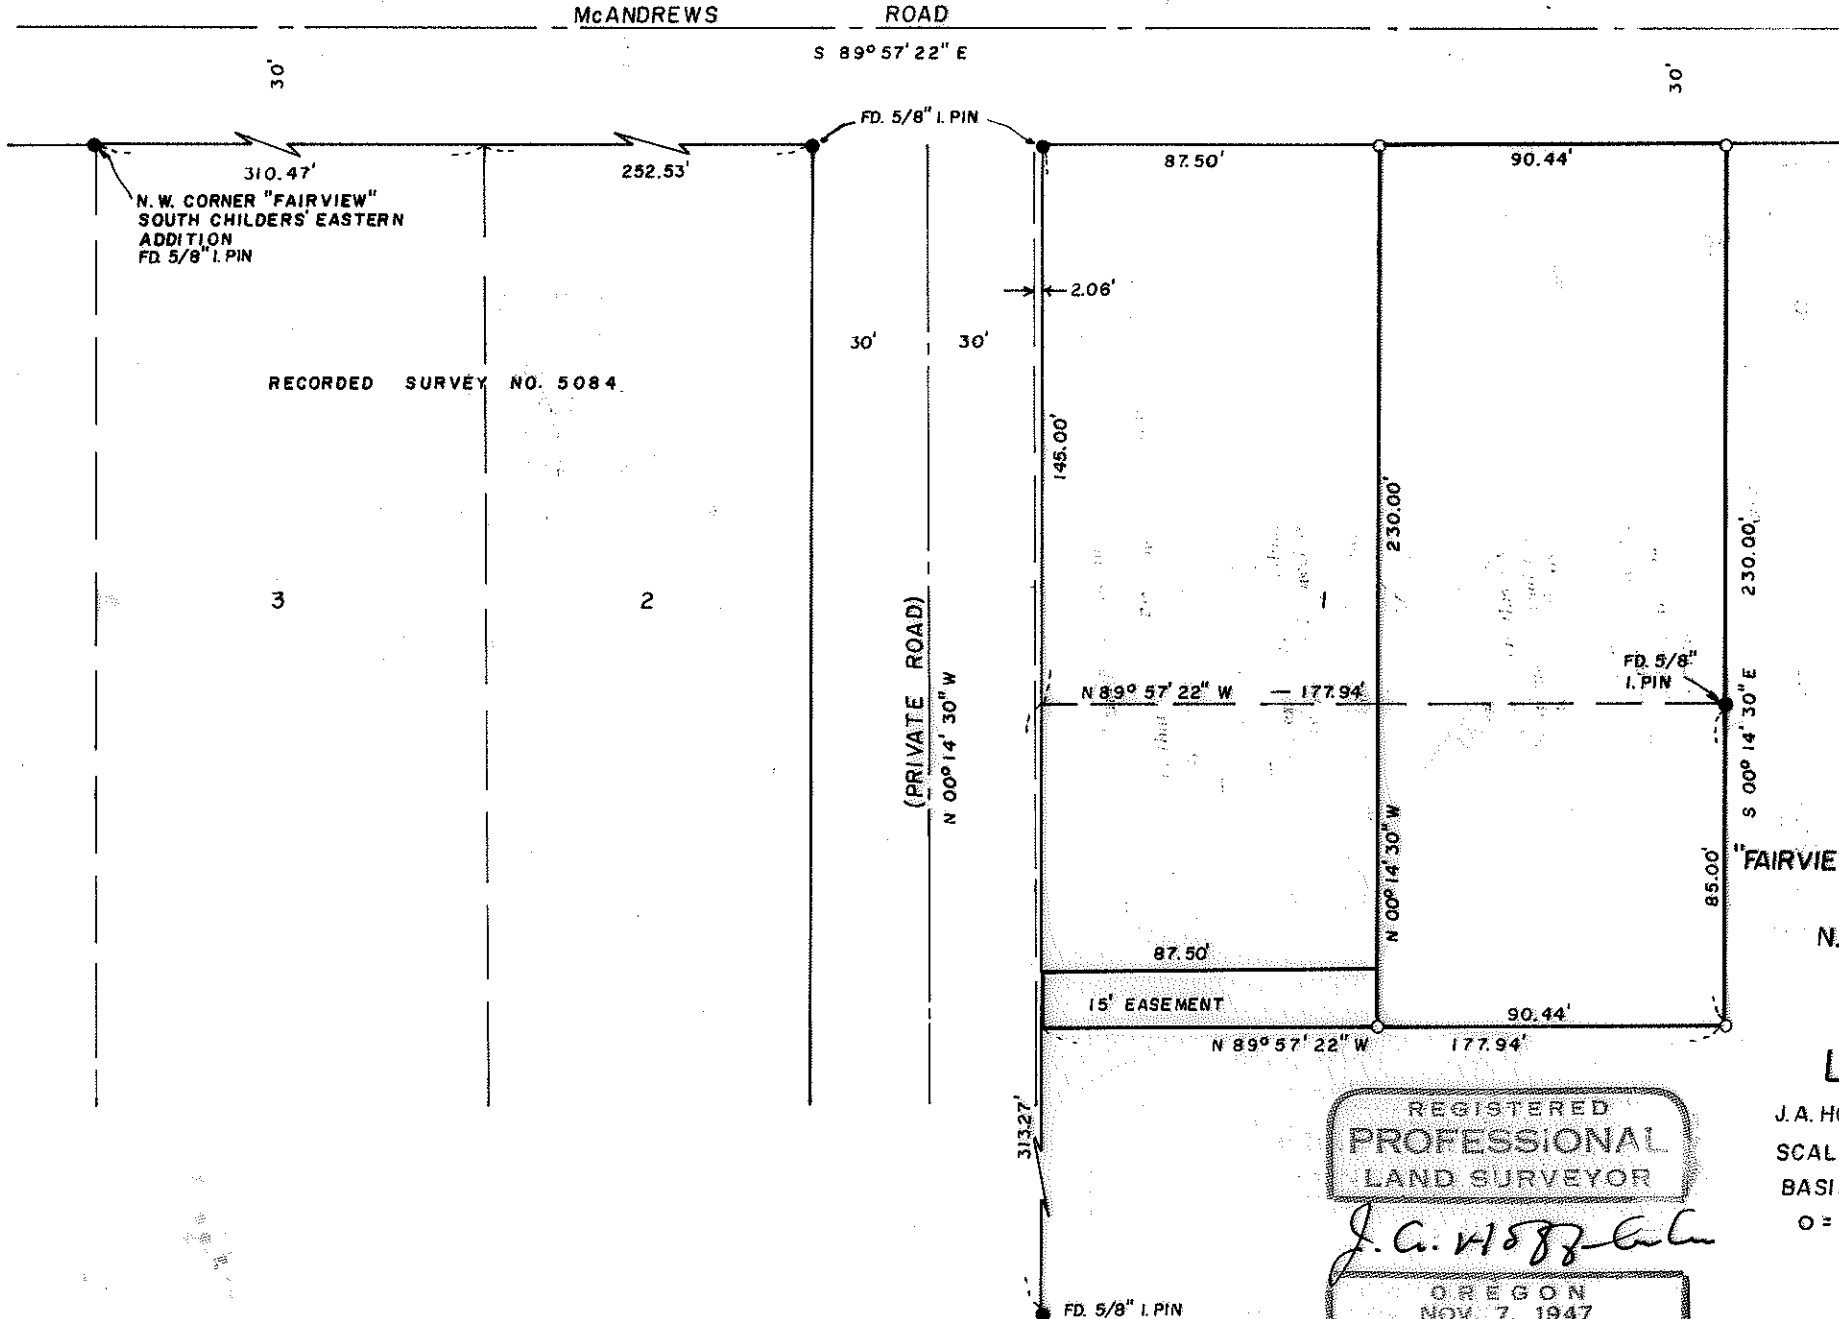 McANDREWS ROAD
S 89° 57' 22" E
30'
30'
FD. 5/8" I. PIN
310.47'
252.53'
87.50'
90.44'
N.W. CORNER "FAIRVIEW"
SOUTH CHILDERS' EASTERN
ADDITION
FD. 5/8" I. PIN
2.06'
30'
30'
RECORDED SURVEY NO. 5084
145.00'
230.00'
230.00'
3
2
1
(PRIVATE ROAD)
N 00° 14' 30" W
FD. 5/8"
I. PIN
N 89° 57' 22" W — 177.94'
S 00° 14' 30" E
N 00° 14' 30" W
85.00'
"FAIRVIE
N.
87.50'
15' EASEMENT
90.44'
N 89° 57' 22" W 177.94'
L
313.27'
REGISTERED
PROFESSIONAL
LAND SURVEYOR
J.A. HO
SCAL
BASI
O =
J. A.
OREGON
NOV. 7, 1947
FD. 5/8" I. PIN